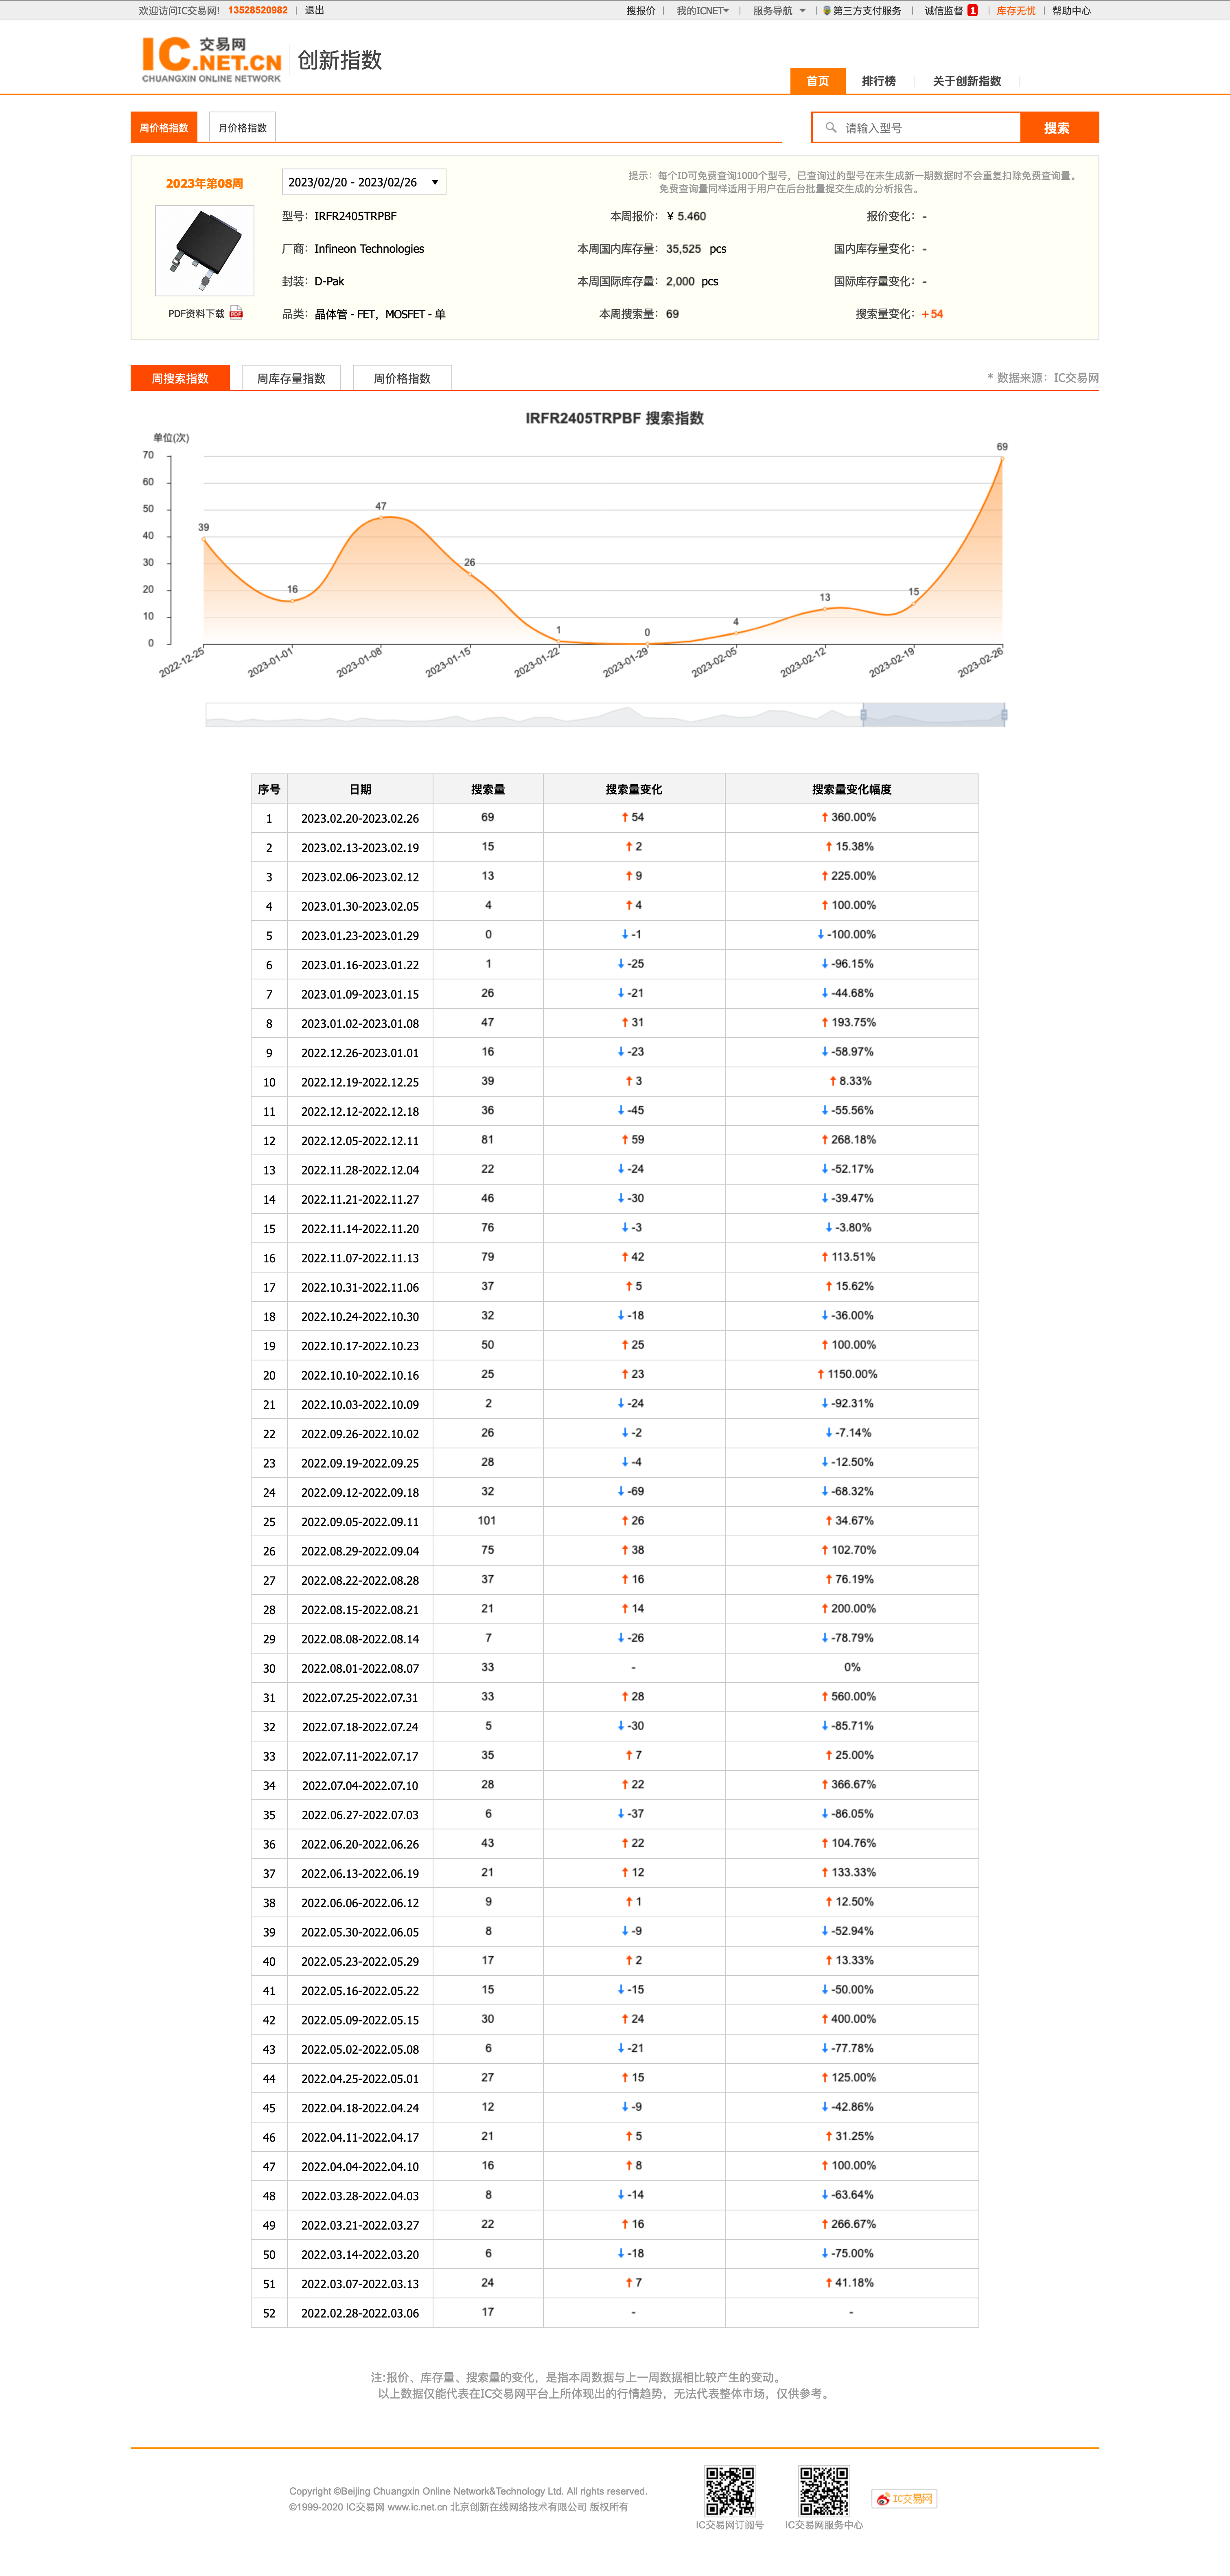 欢迎访问IC交易网! 13528520982 | 退出 搜报价 | 我的ICNET | 服务导航 | 第三方支付服务 | 诚信监督 1 | 库存无忧 | 帮助中心
IC交易网
.NET.CN
CHUANGXIN ONLINE NETWORK
创新指数
首页 排行榜 关于创新指数
周价格指数 月价格指数 请输入型号 搜索
2023年第08周 2023/02/20 - 2023/02/26 提示：每个ID可免费查询1000个型号，已查询过的型号在未生成新一期数据时不会重复扣除免费查询量。
免费查询量同样适用于用户在后台批量提交生成的分析报告。
型号：IRFR2405TRPBF 本周报价：¥ 5.460 报价变化：-
厂商：Infineon Technologies 本周国内库存量：35,525 pcs 国内库存量变化：-
封装：D-Pak 本周国际库存量：2,000 pcs 国际库存量变化：-
PDF资料下载 PDF 品类：晶体管 - FET，MOSFET - 单 本周搜索量：69 搜索量变化：+54
周搜索指数 周库存量指数 周价格指数 * 数据来源：IC交易网
IRFR2405TRPBF 搜索指数
单位(次)
70
60
50
40
30
20
10
0
39 16 47 26 1 0 4 13 15 69
2022-12-25 2023-01-01 2023-01-08 2023-01-15 2023-01-22 2023-01-29 2023-02-05 2023-02-12 2023-02-19 2023-02-26
序号 日期 搜索量 搜索量变化 搜索量变化幅度
1 2023.02.20-2023.02.26 69 ↑ 54 ↑ 360.00%
2 2023.02.13-2023.02.19 15 ↑ 2 ↑ 15.38%
3 2023.02.06-2023.02.12 13 ↑ 9 ↑ 225.00%
4 2023.01.30-2023.02.05 4 ↑ 4 ↑ 100.00%
5 2023.01.23-2023.01.29 0 ↓ -1 ↓ -100.00%
6 2023.01.16-2023.01.22 1 ↓ -25 ↓ -96.15%
7 2023.01.09-2023.01.15 26 ↓ -21 ↓ -44.68%
8 2023.01.02-2023.01.08 47 ↑ 31 ↑ 193.75%
9 2022.12.26-2023.01.01 16 ↓ -23 ↓ -58.97%
10 2022.12.19-2022.12.25 39 ↑ 3 ↑ 8.33%
11 2022.12.12-2022.12.18 36 ↓ -45 ↓ -55.56%
12 2022.12.05-2022.12.11 81 ↑ 59 ↑ 268.18%
13 2022.11.28-2022.12.04 22 ↓ -24 ↓ -52.17%
14 2022.11.21-2022.11.27 46 ↓ -30 ↓ -39.47%
15 2022.11.14-2022.11.20 76 ↓ -3 ↓ -3.80%
16 2022.11.07-2022.11.13 79 ↑ 42 ↑ 113.51%
17 2022.10.31-2022.11.06 37 ↑ 5 ↑ 15.62%
18 2022.10.24-2022.10.30 32 ↓ -18 ↓ -36.00%
19 2022.10.17-2022.10.23 50 ↑ 25 ↑ 100.00%
20 2022.10.10-2022.10.16 25 ↑ 23 ↑ 1150.00%
21 2022.10.03-2022.10.09 2 ↓ -24 ↓ -92.31%
22 2022.09.26-2022.10.02 26 ↓ -2 ↓ -7.14%
23 2022.09.19-2022.09.25 28 ↓ -4 ↓ -12.50%
24 2022.09.12-2022.09.18 32 ↓ -69 ↓ -68.32%
25 2022.09.05-2022.09.11 101 ↑ 26 ↑ 34.67%
26 2022.08.29-2022.09.04 75 ↑ 38 ↑ 102.70%
27 2022.08.22-2022.08.28 37 ↑ 16 ↑ 76.19%
28 2022.08.15-2022.08.21 21 ↑ 14 ↑ 200.00%
29 2022.08.08-2022.08.14 7 ↓ -26 ↓ -78.79%
30 2022.08.01-2022.08.07 33 - 0%
31 2022.07.25-2022.07.31 33 ↑ 28 ↑ 560.00%
32 2022.07.18-2022.07.24 5 ↓ -30 ↓ -85.71%
33 2022.07.11-2022.07.17 35 ↑ 7 ↑ 25.00%
34 2022.07.04-2022.07.10 28 ↑ 22 ↑ 366.67%
35 2022.06.27-2022.07.03 6 ↓ -37 ↓ -86.05%
36 2022.06.20-2022.06.26 43 ↑ 22 ↑ 104.76%
37 2022.06.13-2022.06.19 21 ↑ 12 ↑ 133.33%
38 2022.06.06-2022.06.12 9 ↑ 1 ↑ 12.50%
39 2022.05.30-2022.06.05 8 ↓ -9 ↓ -52.94%
40 2022.05.23-2022.05.29 17 ↑ 2 ↑ 13.33%
41 2022.05.16-2022.05.22 15 ↓ -15 ↓ -50.00%
42 2022.05.09-2022.05.15 30 ↑ 24 ↑ 400.00%
43 2022.05.02-2022.05.08 6 ↓ -21 ↓ -77.78%
44 2022.04.25-2022.05.01 27 ↑ 15 ↑ 125.00%
45 2022.04.18-2022.04.24 12 ↓ -9 ↓ -42.86%
46 2022.04.11-2022.04.17 21 ↑ 5 ↑ 31.25%
47 2022.04.04-2022.04.10 16 ↑ 8 ↑ 100.00%
48 2022.03.28-2022.04.03 8 ↓ -14 ↓ -63.64%
49 2022.03.21-2022.03.27 22 ↑ 16 ↑ 266.67%
50 2022.03.14-2022.03.20 6 ↓ -18 ↓ -75.00%
51 2022.03.07-2022.03.13 24 ↑ 7 ↑ 41.18%
52 2022.02.28-2022.03.06 17 - -
注:报价、库存量、搜索量的变化，是指本周数据与上一周数据相比较产生的变动。
以上数据仅能代表在IC交易网平台上所体现出的行情趋势，无法代表整体市场，仅供参考。
Copyright ©Beijing Chuangxin Online Network&Technology Ltd. All rights reserved.
©1999-2020 IC交易网 www.ic.net.cn 北京创新在线网络技术有限公司 版权所有
IC交易网
IC交易网订阅号 IC交易网服务中心